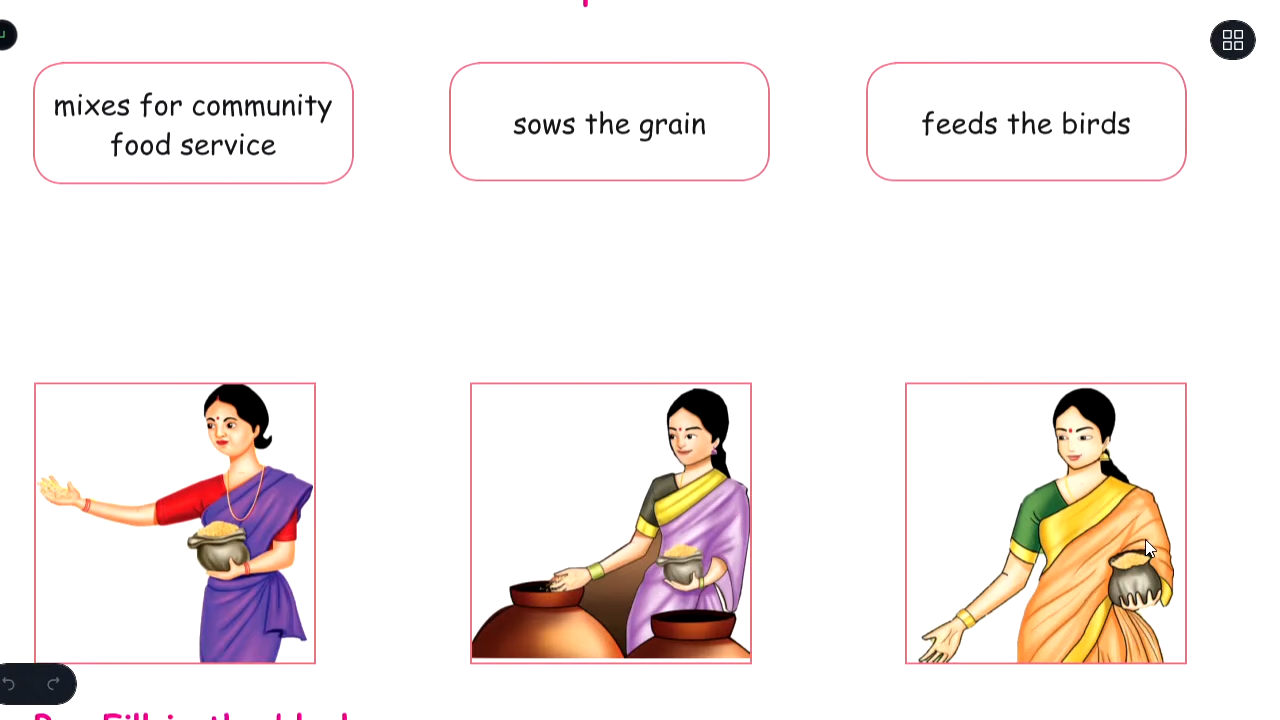 mixes for community
food service
sows the grain
feeds the birds